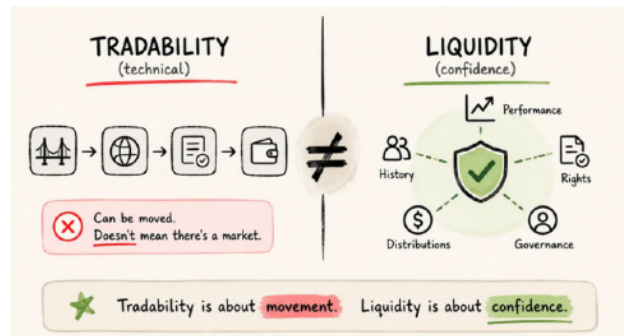 TRADABILITY
(technical)
Can be moved.
Doesn't mean there's a market.
≠
LIQUIDITY
(confidence)
Performance
History
Rights
$
Distributions
Governance
Tradability is about movement. Liquidity is about confidence.